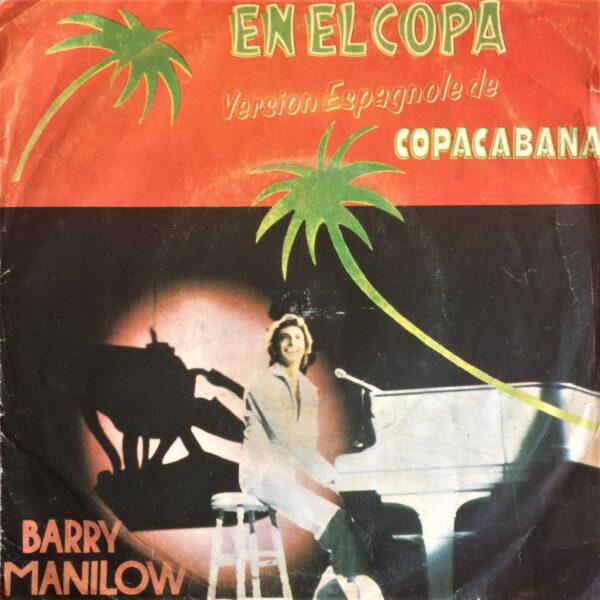 EN EL COPA
Version Espagnole de
COPACABANA
BARRY
MANILOW